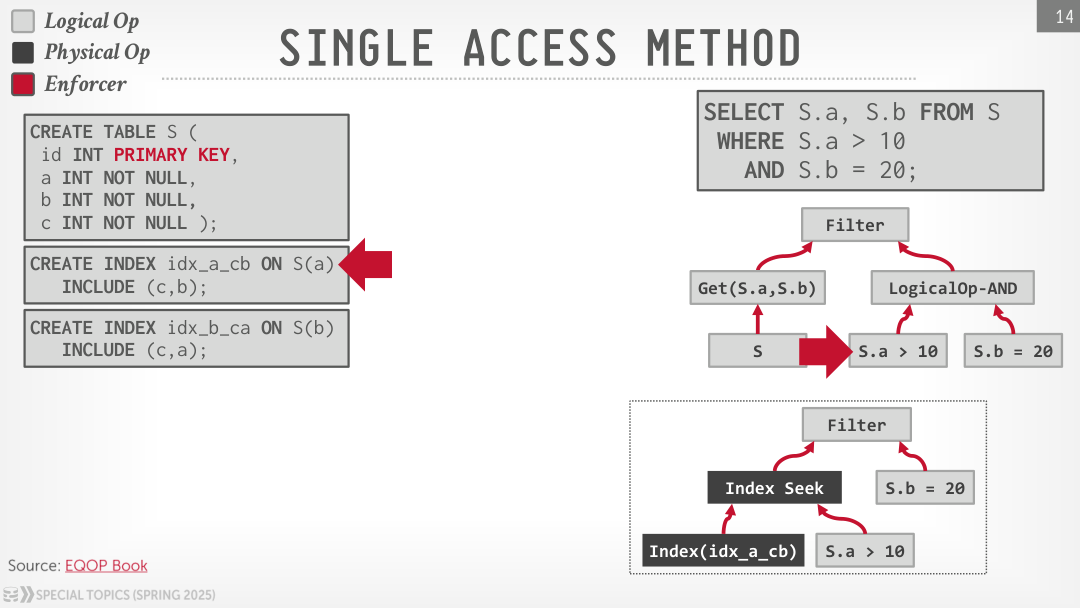 Logical Op
Physical Op
Enforcer
SINGLE ACCESS METHOD
14
CREATE TABLE S (
id INT PRIMARY KEY,
a INT NOT NULL,
b INT NOT NULL,
c INT NOT NULL );
CREATE INDEX idx_a_cb ON S(a)
INCLUDE (c,b);
CREATE INDEX idx_b_ca ON S(b)
INCLUDE (c,a);
SELECT S.a, S.b FROM S
WHERE S.a > 10
AND S.b = 20;
Filter
Get(S.a,S.b)
LogicalOp-AND
S
S.a > 10
S.b = 20
Filter
Index Seek
S.b = 20
Index(idx_a_cb)
S.a > 10
Source: EQOP Book
SPECIAL TOPICS (SPRING 2025)